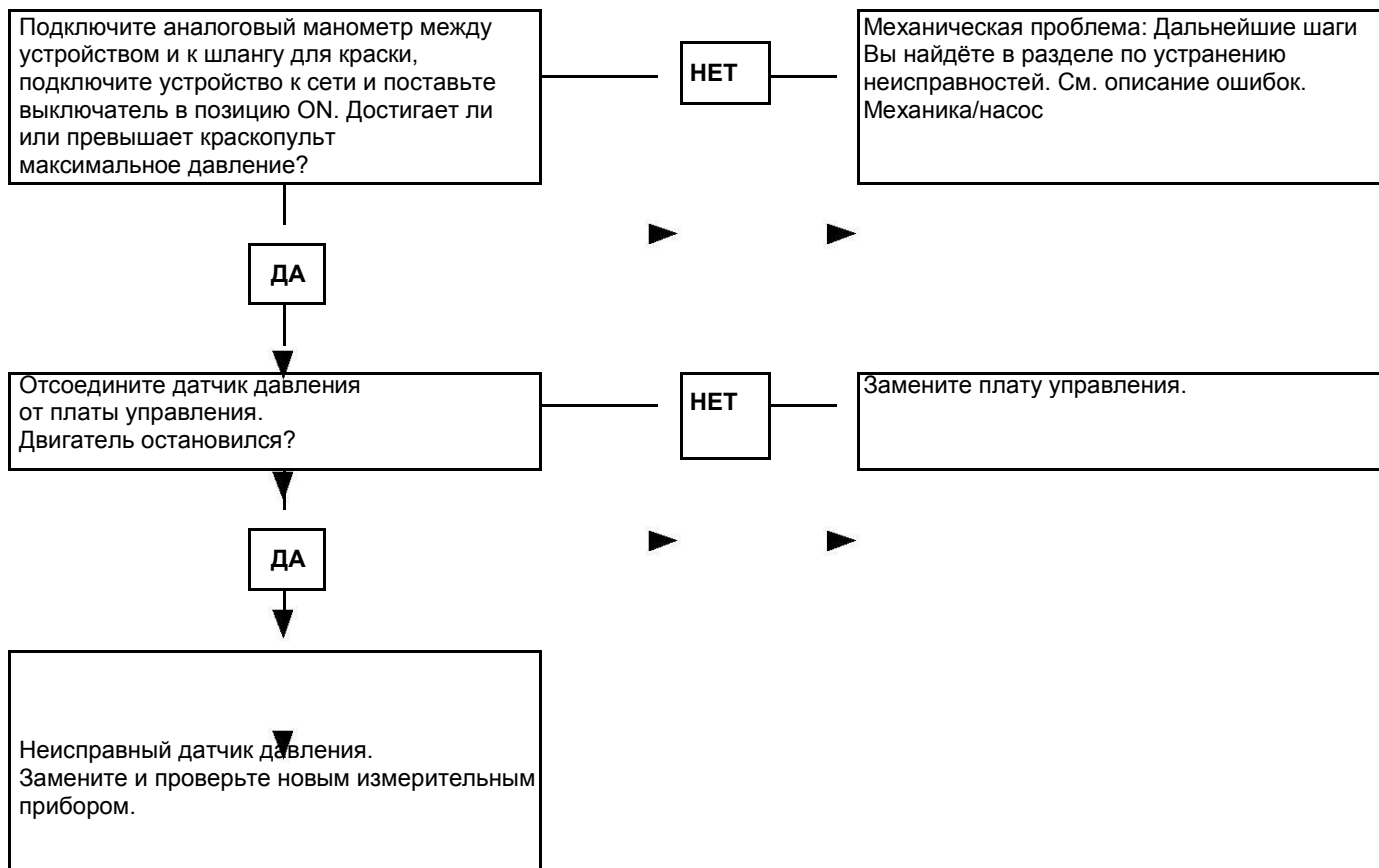 Подключите аналоговый манометр между
устройством и к шлангу для краски,
подключите устройство к сети и поставьте
выключатель в позицию ON. Достигает ли
или превышает краскопульт
максимальное давление?
НЕТ
Механическая проблема: Дальнейшие шаги
Вы найдёте в разделе по устранению
неисправностей. См. описание ошибок.
Механика/насос
ДА
Отсоедините датчик давления
от платы управления.
Двигатель остановился?
НЕТ
Замените плату управления.
ДА
Неисправный датчик давления.
Замените и проверьте новым измерительным
прибором.